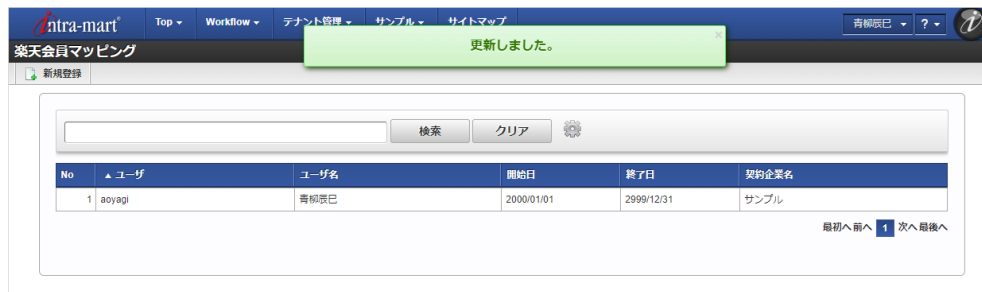 intra-mart® Top Workflow テナント管理 サンプル サイトマップ 青柳辰巳 ?
更新しました。 ×
楽天会員マッピング
新規登録
検索 クリア
No ▲ ユーザ ユーザ名 開始日 終了日 契約企業名
1 aoyagi 青柳辰巳 2000/01/01 2999/12/31 サンプル
最初へ 前へ 1 次へ 最後へ